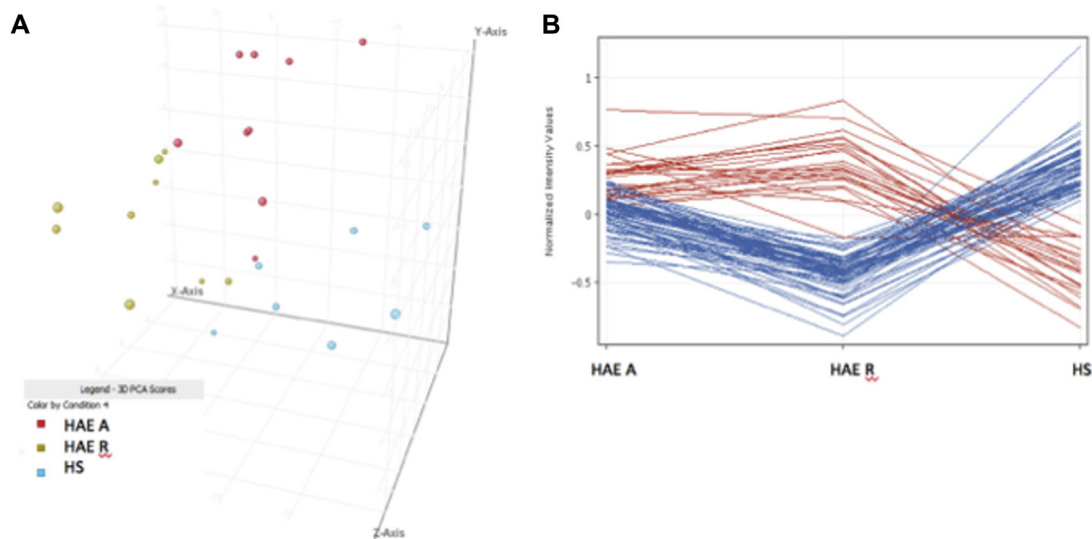 A
Y-Axis
X-Axis
Z-Axis
Legend - 3D PCA Scores
Color by Condition 4
HAE A
HAE R
HS
B
Normalized Intensity Values
1
0.5
0
-0.5
HAE A
HAE R
HS